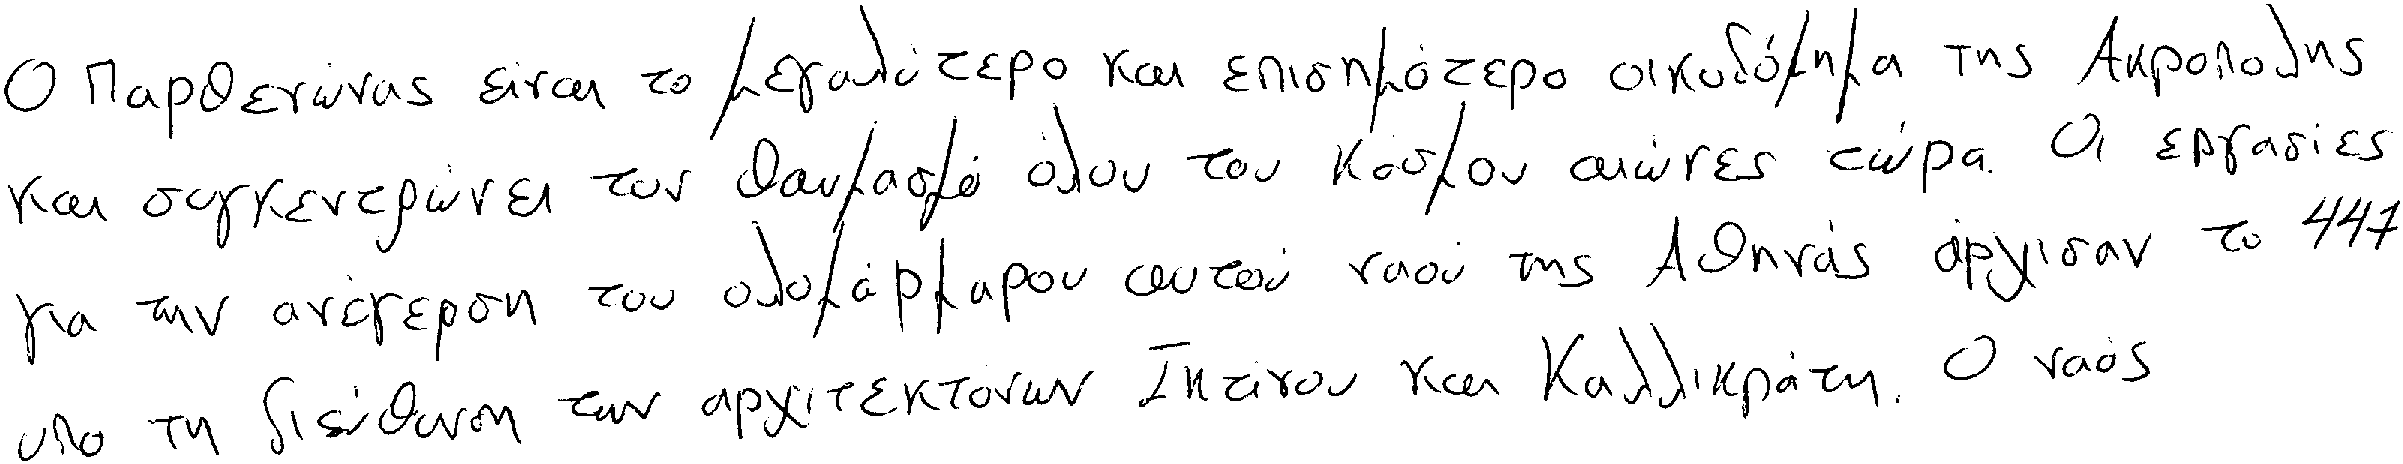 Ο Παρθενώνας είναι το μεγαλύτερο και επισημότερο οικοδόμημα της Ακροπολης
και συγκεντρώνει τον θαυμασμό όλου του κόσμου αιώνες τώρα. Οι εργασίες
για την ανέγερση του ολομάρμαρου αυτού ναού της Αθηνάς άρχισαν το 447
υπο τη διεύθυνση των αρχιτεκτόνων Ικτίνου και Καλλικράτη. Ο ναός